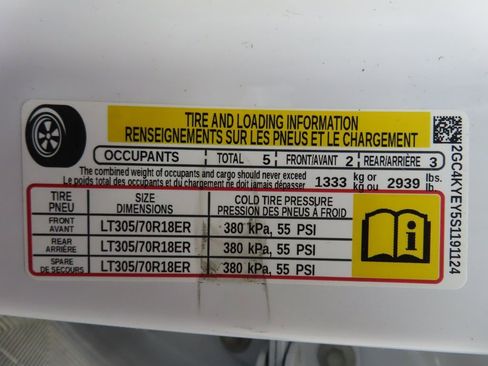 TIRE AND LOADING INFORMATION
RENSEIGNEMENTS SUR LES PNEUS ET LE CHARGEMENT
OCCUPANTS TOTAL 5 FRONT/AVANT 2 REAR/ARRIÈRE 3
The combined weight of occupants and cargo should never exceed 1333 kg or 2939 lbs.
Le poids total des occupants et du chargement ne doit jamais dépasser kg ou lb.
TIRE SIZE COLD TIRE PRESSURE
PNEU DIMENSIONS PRESSION DES PNEUS À FROID
FRONT
AVANT LT305/70R18ER 380 kPa, 55 PSI
REAR
ARRIÈRE LT305/70R18ER 380 kPa, 55 PSI
SPARE
DE SECOURS LT305/70R18ER 380 kPa, 55 PSI
2GC4KYEY5S1191124